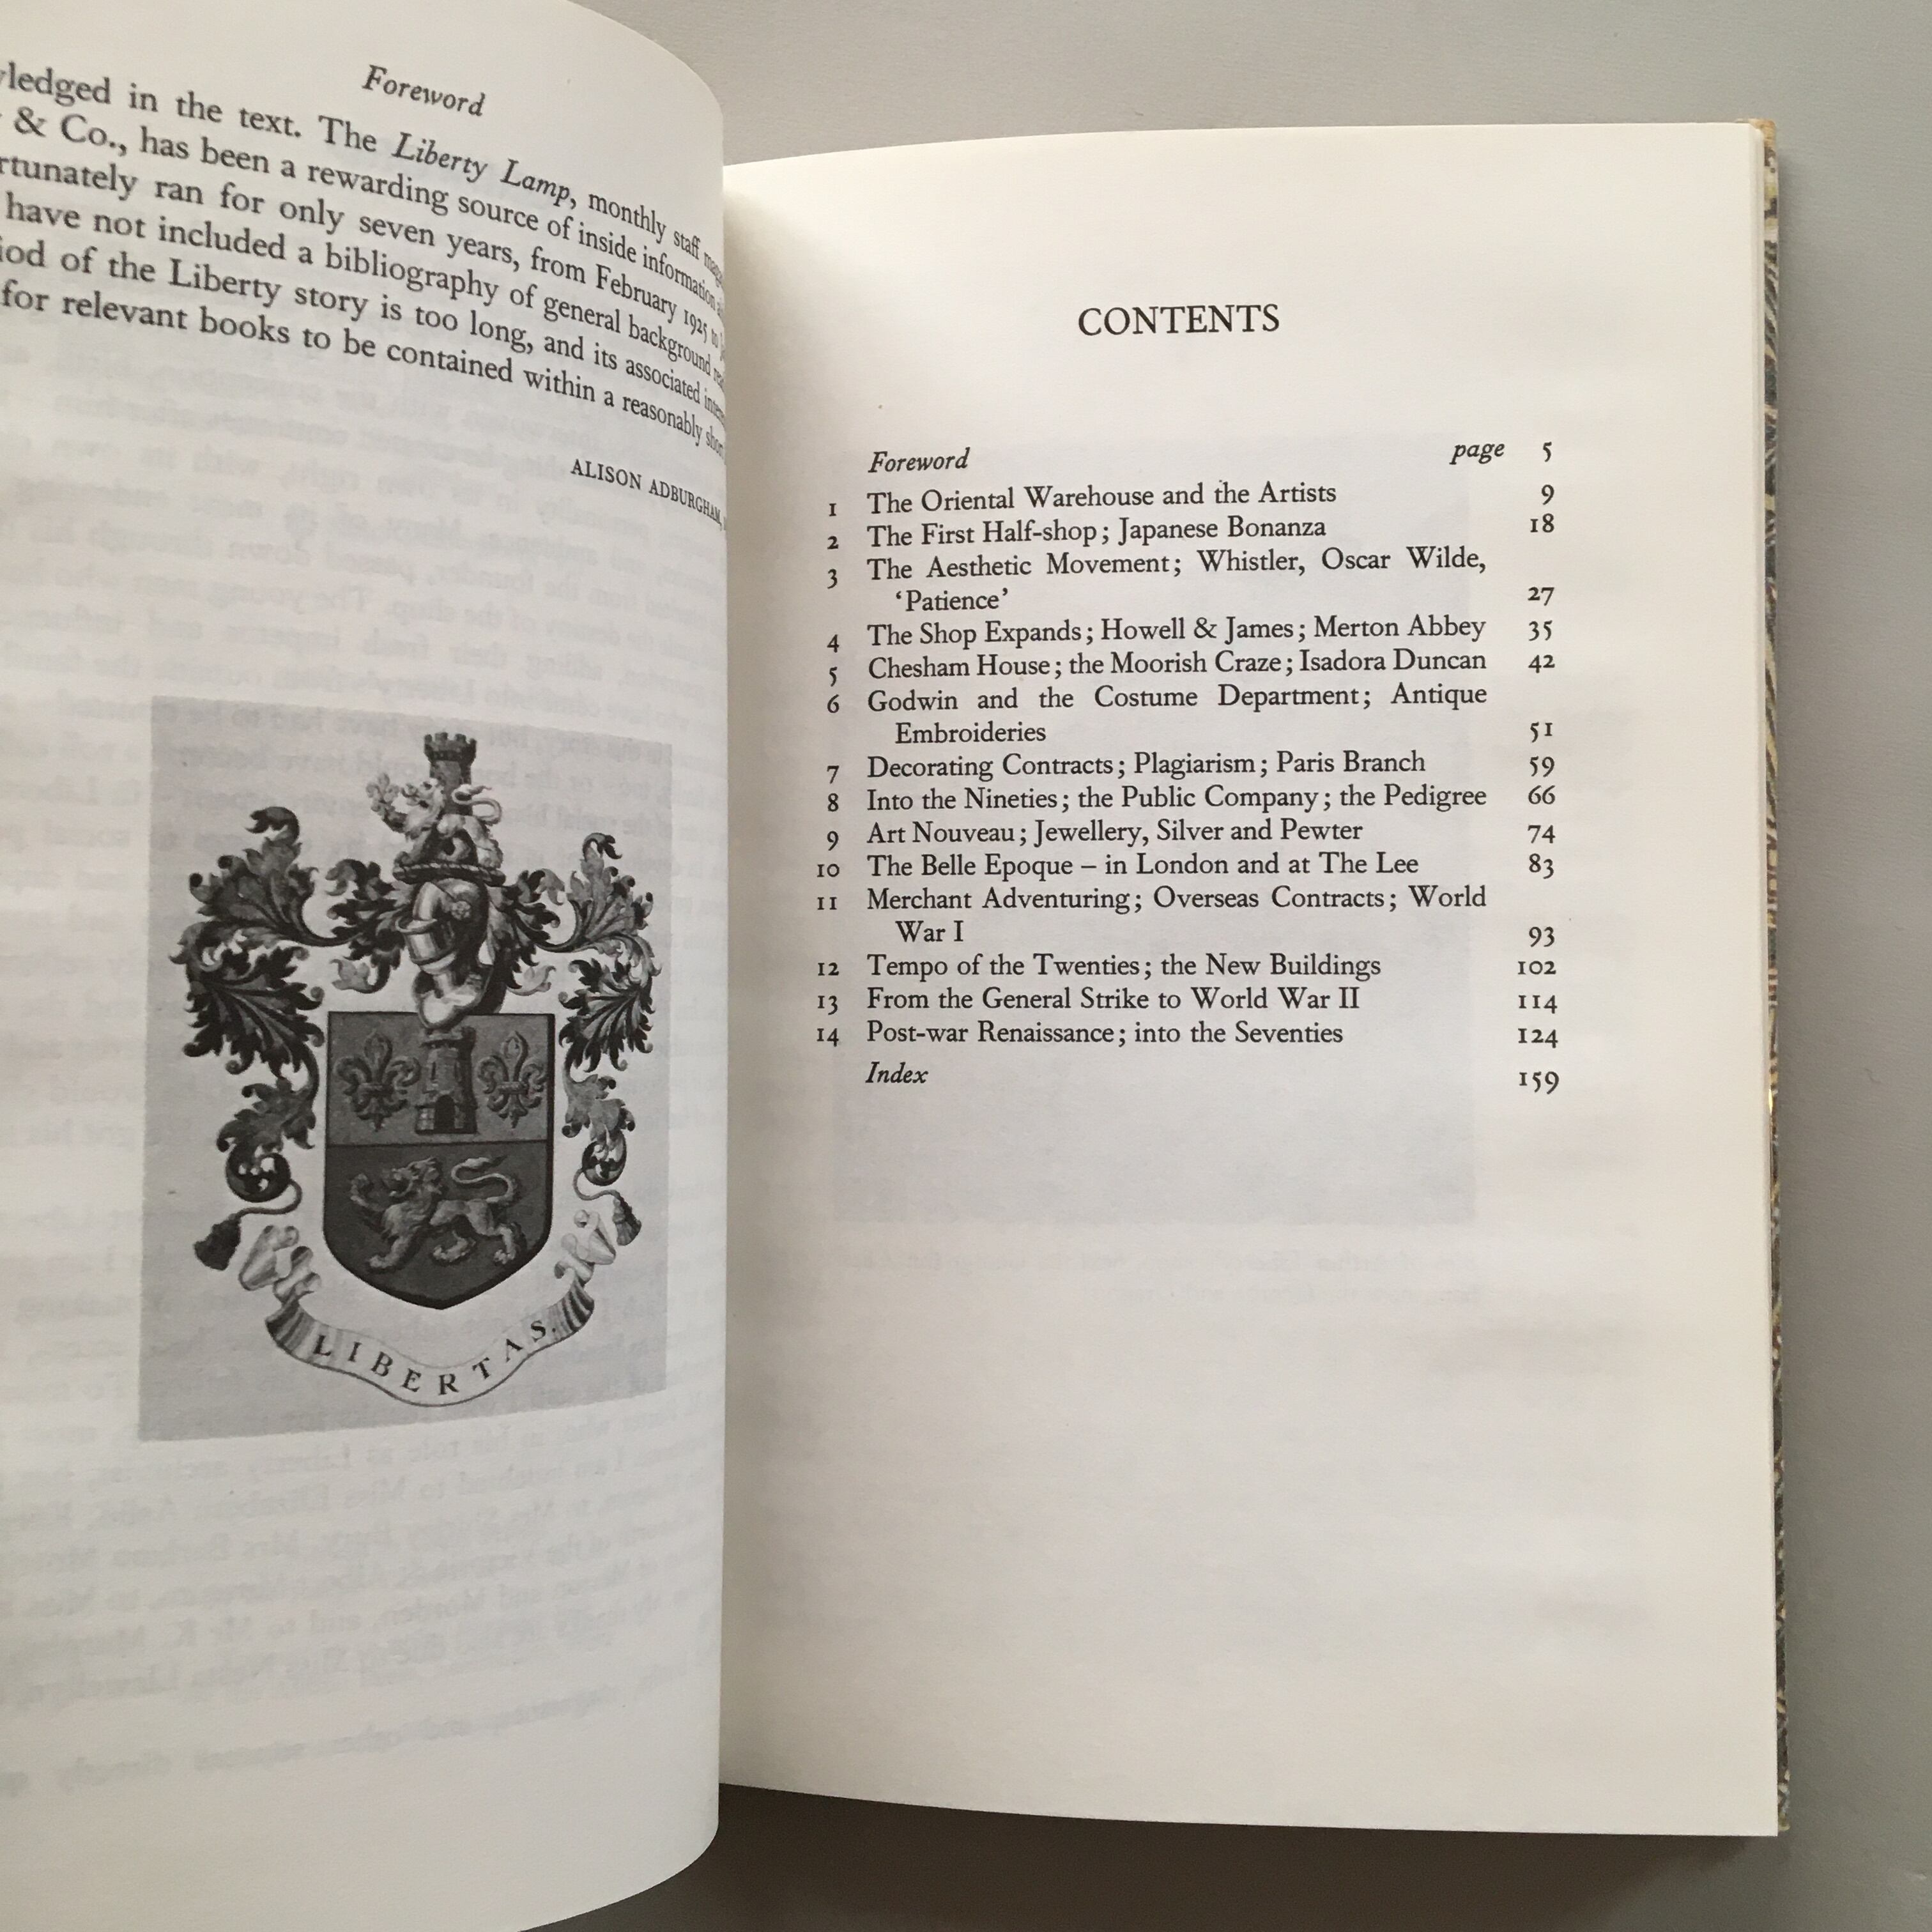 Foreword
in the text. The Liberty Lamp, monthly staff
& Co., has been a rewarding source of inside information
ran for only seven years, from February 1925 to
have not included a bibliography of general background
of the Liberty story is too long, and its associated
for relevant books to be contained within a reasonably
ALISON ADBURGHAM,
LIBERTAS.
CONTENTS
Foreword page 5
1 The Oriental Warehouse and the Artists 9
2 The First Half-shop; Japanese Bonanza 18
3 The Aesthetic Movement; Whistler, Oscar Wilde,
‘Patience’ 27
4 The Shop Expands; Howell & James; Merton Abbey 35
5 Chesham House; the Moorish Craze; Isadora Duncan 42
6 Godwin and the Costume Department; Antique
Embroideries 51
7 Decorating Contracts; Plagiarism; Paris Branch 59
8 Into the Nineties; the Public Company; the Pedigree 66
9 Art Nouveau; Jewellery, Silver and Pewter 74
10 The Belle Epoque – in London and at The Lee 83
11 Merchant Adventuring; Overseas Contracts; World
War I 93
12 Tempo of the Twenties; the New Buildings 102
13 From the General Strike to World War II 114
14 Post-war Renaissance; into the Seventies 124
Index 159